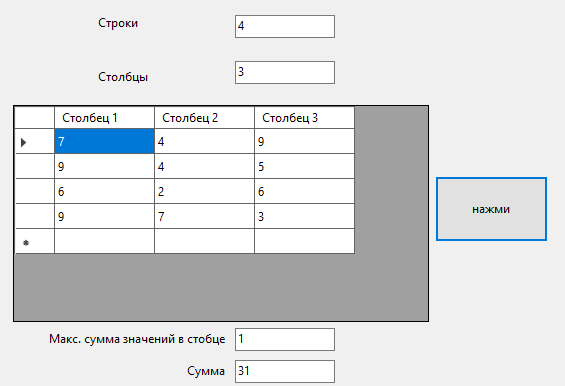 Строки 4
Столбцы 3
Столбец 1 Столбец 2 Столбец 3
7 4 9
9 4 5
6 2 6
9 7 3
нажми
Макс. сумма значений в стобце 1
Сумма 31